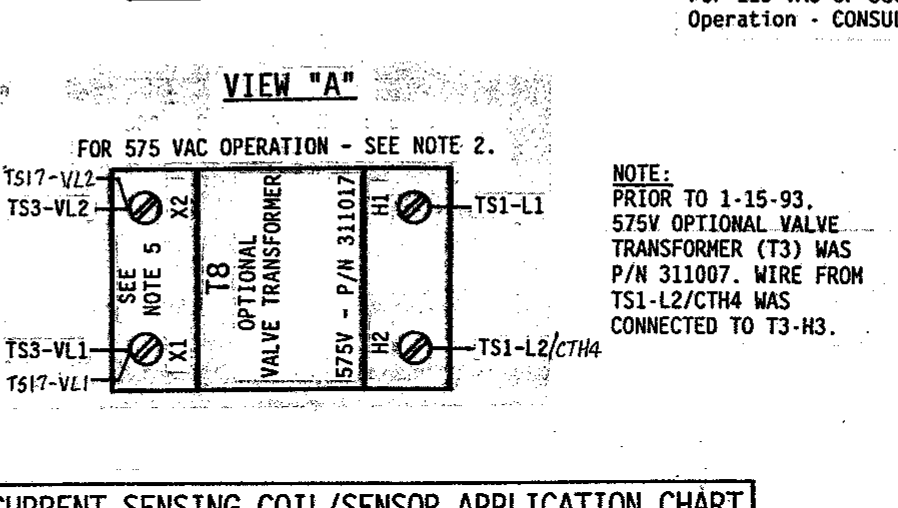 Operation - CONSUL
VIEW "A"
FOR 575 VAC OPERATION - SEE NOTE 2.
TS17-VL2
TS3-VL2
X2
SEE
NOTE 5
TS3-VL1
X1
TS17-VL1
T8
OPTIONAL
VALVE TRANSFORMER
575V - P/N 311017
H1
TS1-L1
H2
TS1-L2/CTH4
NOTE:
PRIOR TO 1-15-93.
575V OPTIONAL VALVE
TRANSFORMER (T3) WAS
P/N 311007. WIRE FROM
TS1-L2/CTH4 WAS
CONNECTED TO T3-H3.
CURRENT SENSING COIL/SENSOR APPLICATION CHART